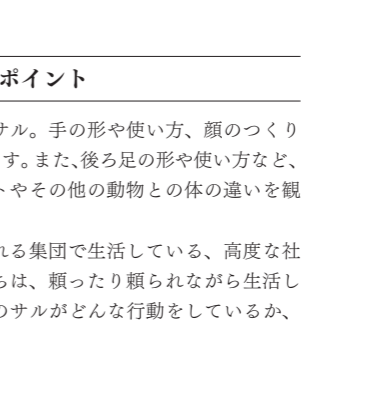 ポイント
サル。手の形や使い方、顔のつくり
す。また、後ろ足の形や使い方など、
トやその他の動物との体の違いを観
れる集団で生活している、高度な社
ちは、頼ったり頼られながら生活し
のサルがどんな行動をしているか、